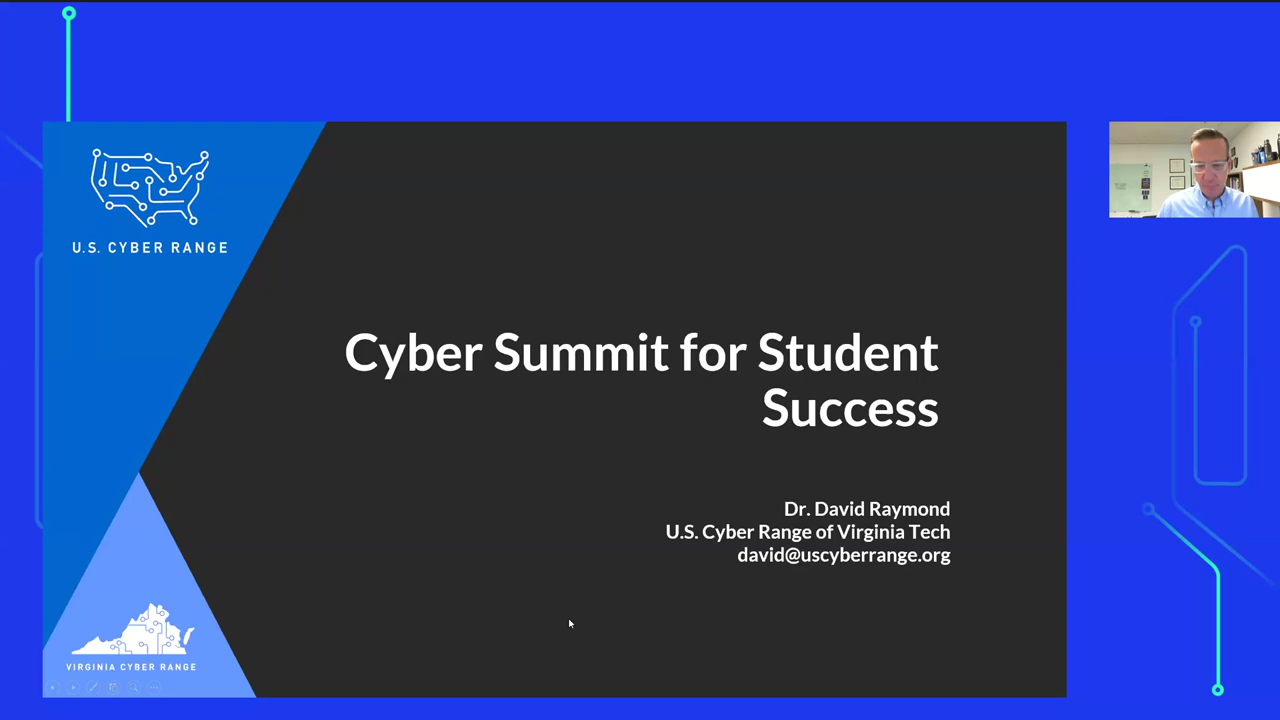 U.S. CYBER RANGE
Cyber Summit for Student
Success
Dr. David Raymond
U.S. Cyber Range of Virginia Tech
david@uscyberrange.org
VIRGINIA CYBER RANGE